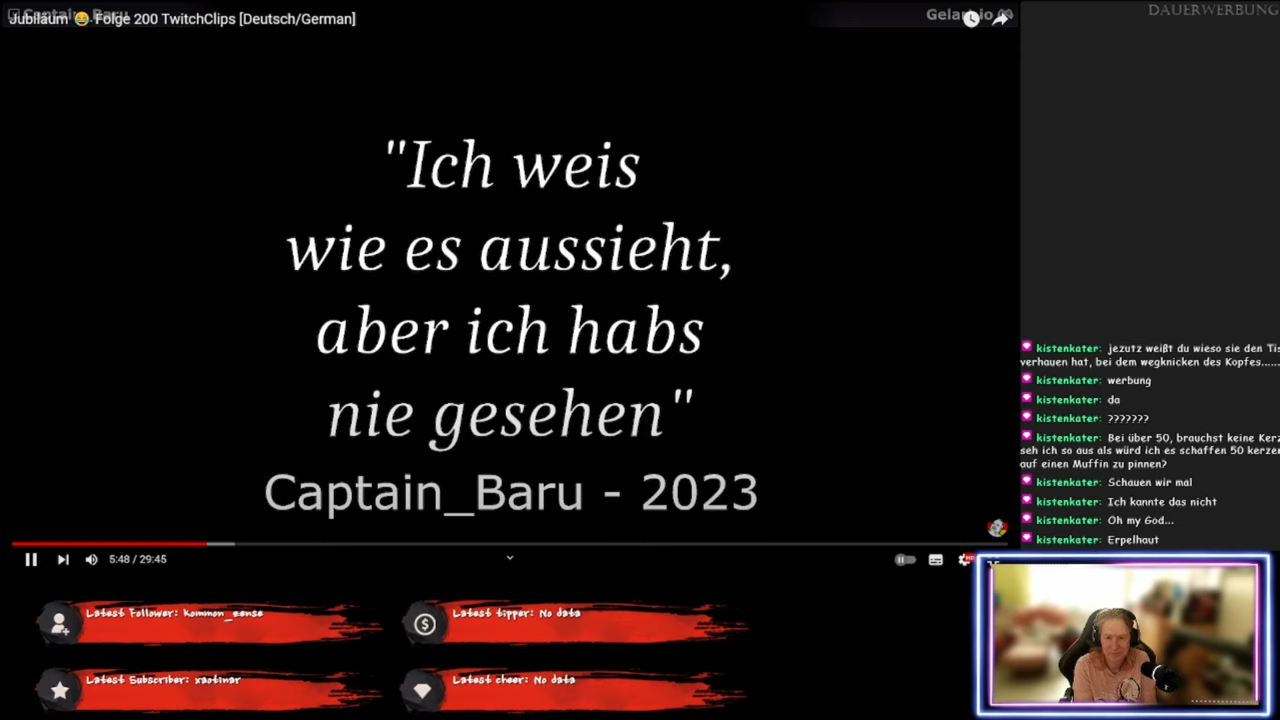 Jubiläum 😂 Folge 200 TwitchClips [Deutsch/German]
DAUERWERBUNG
"Ich weis
wie es aussieht,
aber ich habs
nie gesehen"
Captain_Baru - 2023
5:48 / 29:45
kistenkater: jezutz weißt du wieso sie den
verhauen hat, bei dem wegknicken des Kopfes......
kistenkater: werbung
kistenkater: da
kistenkater: ???????
kistenkater: Bei über 50, brauchst keine
seh ich so aus als würd ich es schaffen 50 kerzen
auf einen Muffin zu pinnen?
kistenkater: Schauen wir mal
kistenkater: Ich kannte das nicht
kistenkater: Oh my God...
kistenkater: Erpelhaut
Latest Follower: Kommon_zense
Latest tipper: No data
Latest Subscriber: xaotinar
Latest cheer: No data